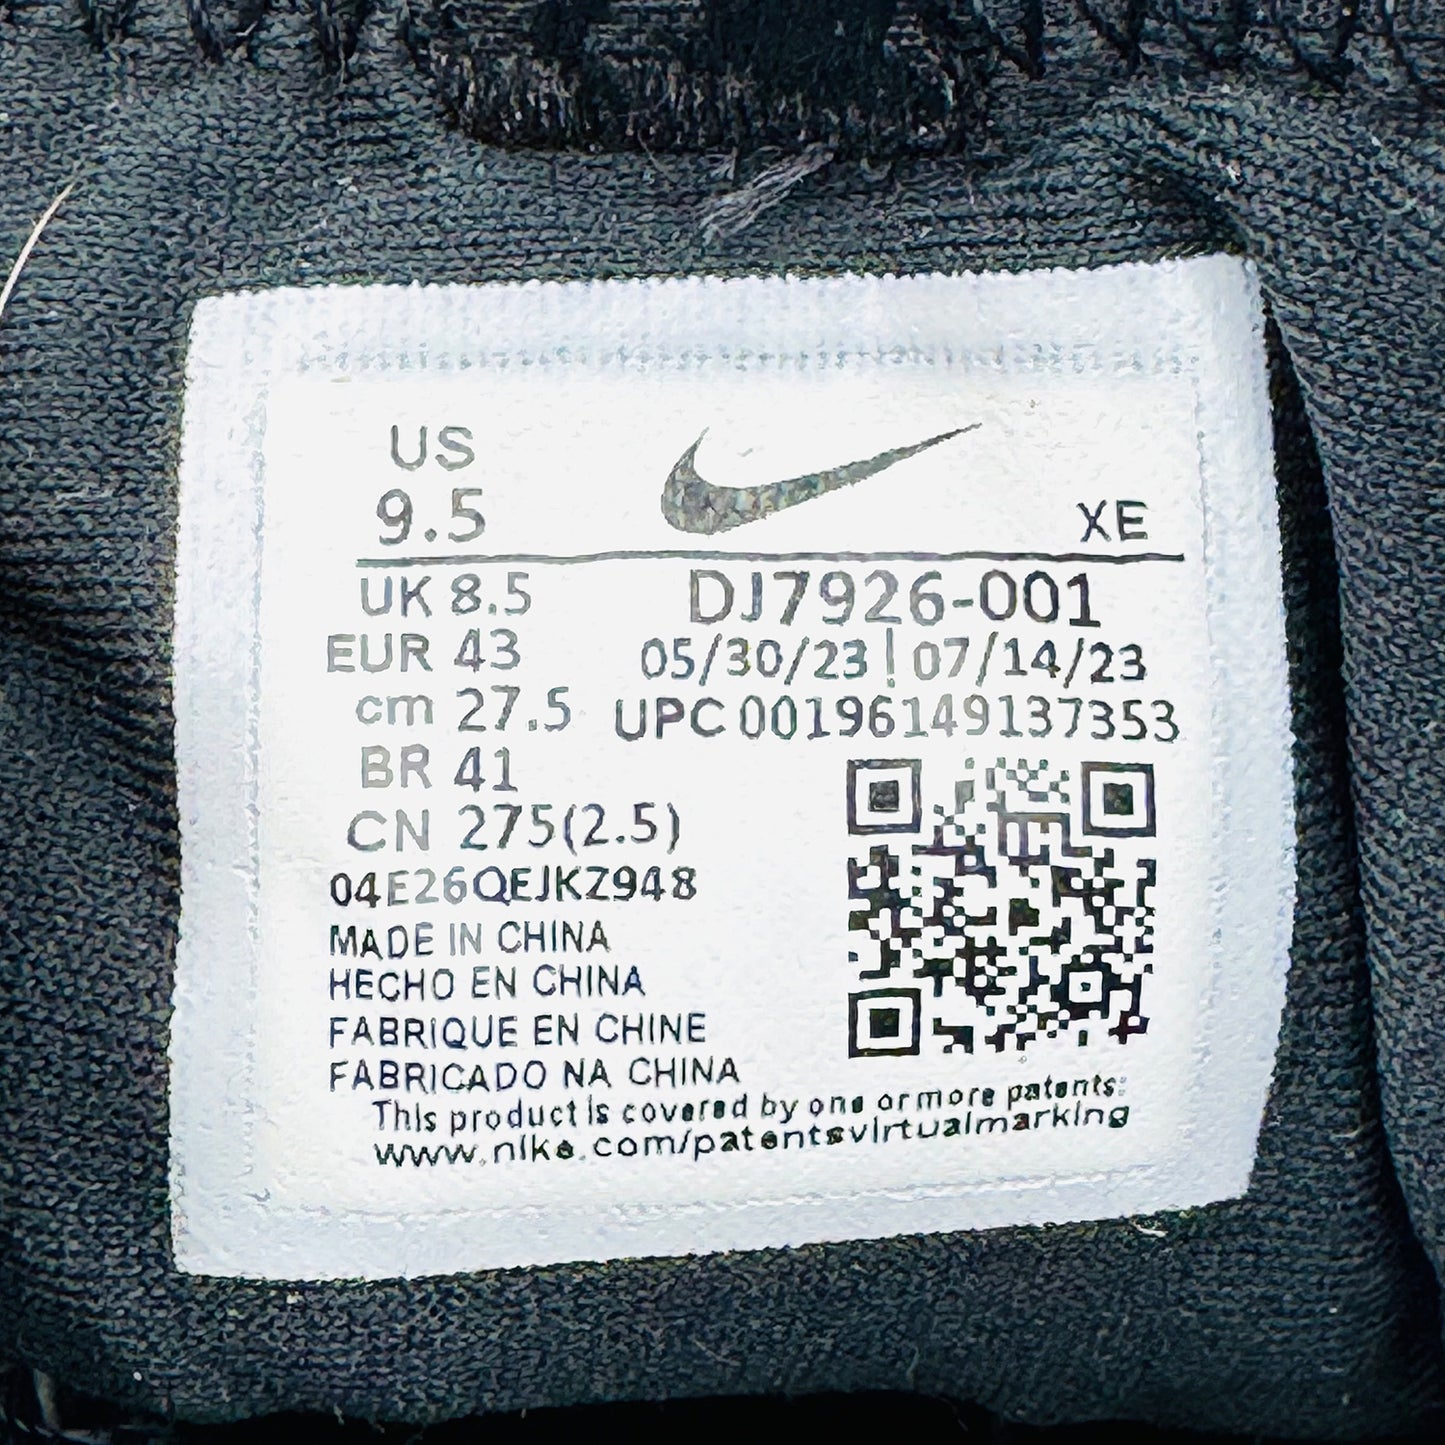 US
9.5
XE
UK 8.5
EUR 43
cm 27.5
BR 41
CN 275(2.5)
DJ7926-001
05/30/23|07/14/23
UPC 00196149137353
04E26QEJKZ948
MADE IN CHINA
HECHO EN CHINA
FABRIQUE EN CHINE
FABRICADO NA CHINA
This product is covered by one or more patents:
www.nike.com/patentsvirtualmarking